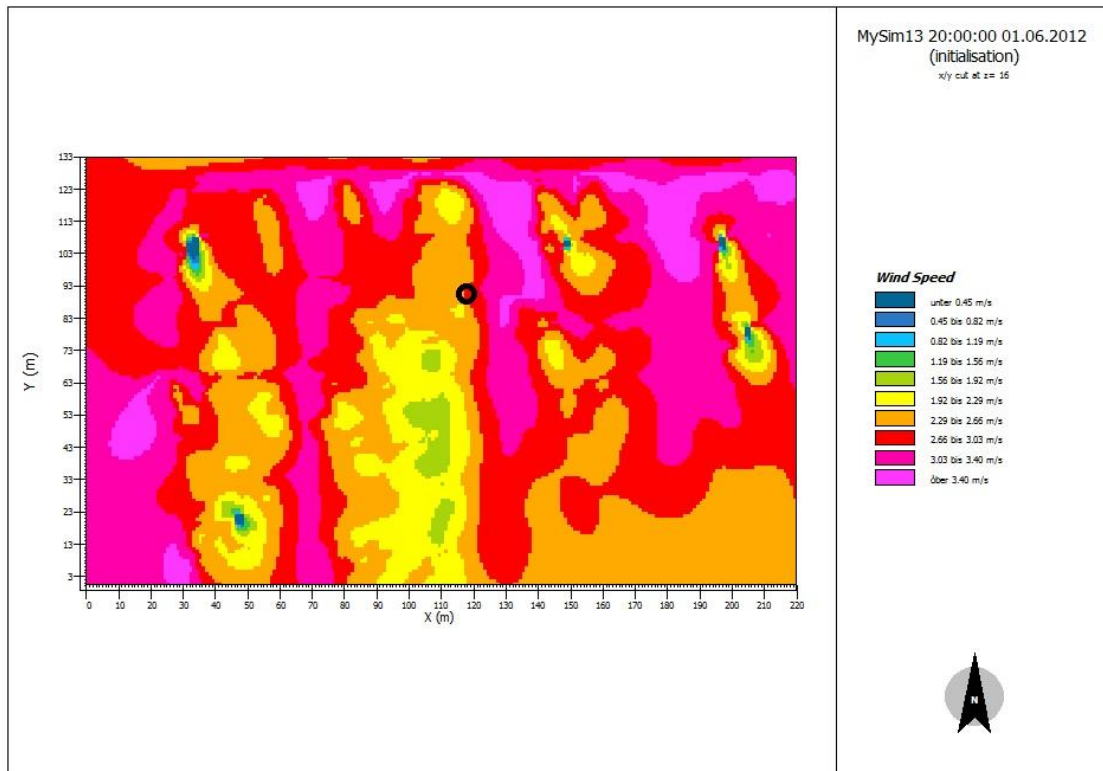 MySim13 20:00:00 01.06.2012
(initialisation)
x/y cut at z= 16
133
123
113
103
93
83
73
63
53
43
33
23
13
3
Y (m)
0 10 20 30 40 50 60 70 80 90 100 110 120 130 140 150 160 170 180 190 200 210 220
X (m)
Wind Speed
unter 0.45 m/s
0.45 bis 0.82 m/s
0.82 bis 1.19 m/s
1.19 bis 1.56 m/s
1.56 bis 1.92 m/s
1.92 bis 2.29 m/s
2.29 bis 2.66 m/s
2.66 bis 3.03 m/s
3.03 bis 3.40 m/s
óber 3.40 m/s
N